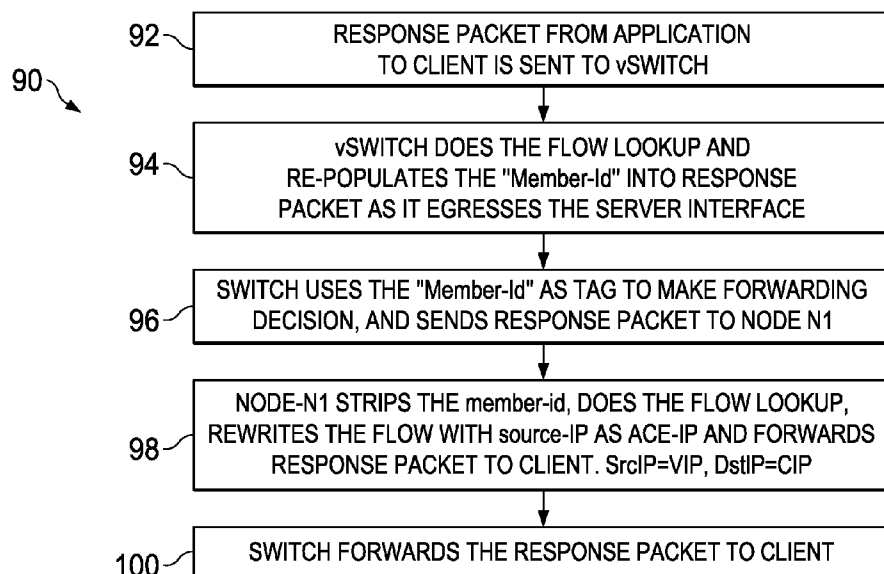 92
RESPONSE PACKET FROM APPLICATION
TO CLIENT IS SENT TO vSWITCH
90
94
vSWITCH DOES THE FLOW LOOKUP AND
RE-POPULATES THE "Member-Id" INTO RESPONSE
PACKET AS IT EGRESSES THE SERVER INTERFACE
96
SWITCH USES THE "Member-Id" AS TAG TO MAKE FORWARDING
DECISION, AND SENDS RESPONSE PACKET TO NODE N1
98
NODE-N1 STRIPS THE member-id, DOES THE FLOW LOOKUP,
REWRITES THE FLOW WITH source-IP AS ACE-IP AND FORWARDS
RESPONSE PACKET TO CLIENT. SrcIP=VIP, DstIP=CIP
100
SWITCH FORWARDS THE RESPONSE PACKET TO CLIENT